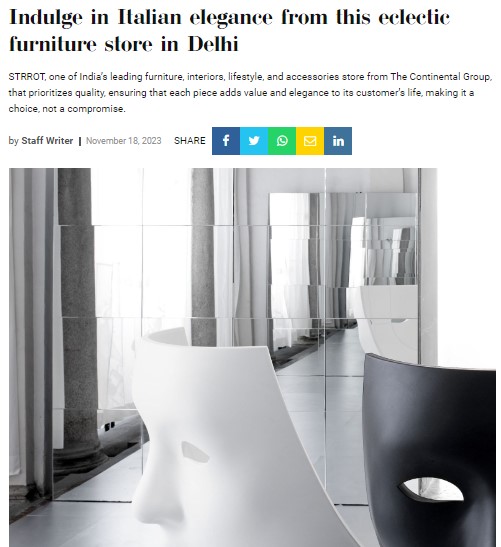 Indulge in Italian elegance from this eclectic
furniture store in Delhi
STRROT, one of India's leading furniture, interiors, lifestyle, and accessories store from The Continental Group,
that prioritizes quality, ensuring that each piece adds value and elegance to its customer's life, making it a
choice, not a compromise.
by Staff Writer | November 18, 2023 SHARE